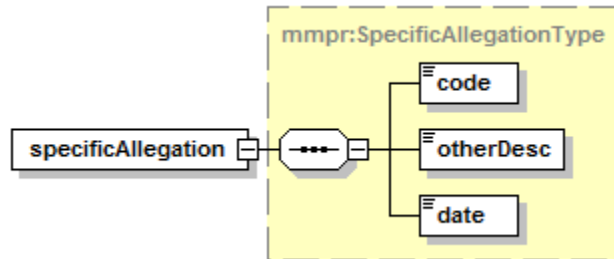 mmpr:SpecificAllegationType
code
specificAllegation
otherDesc
date